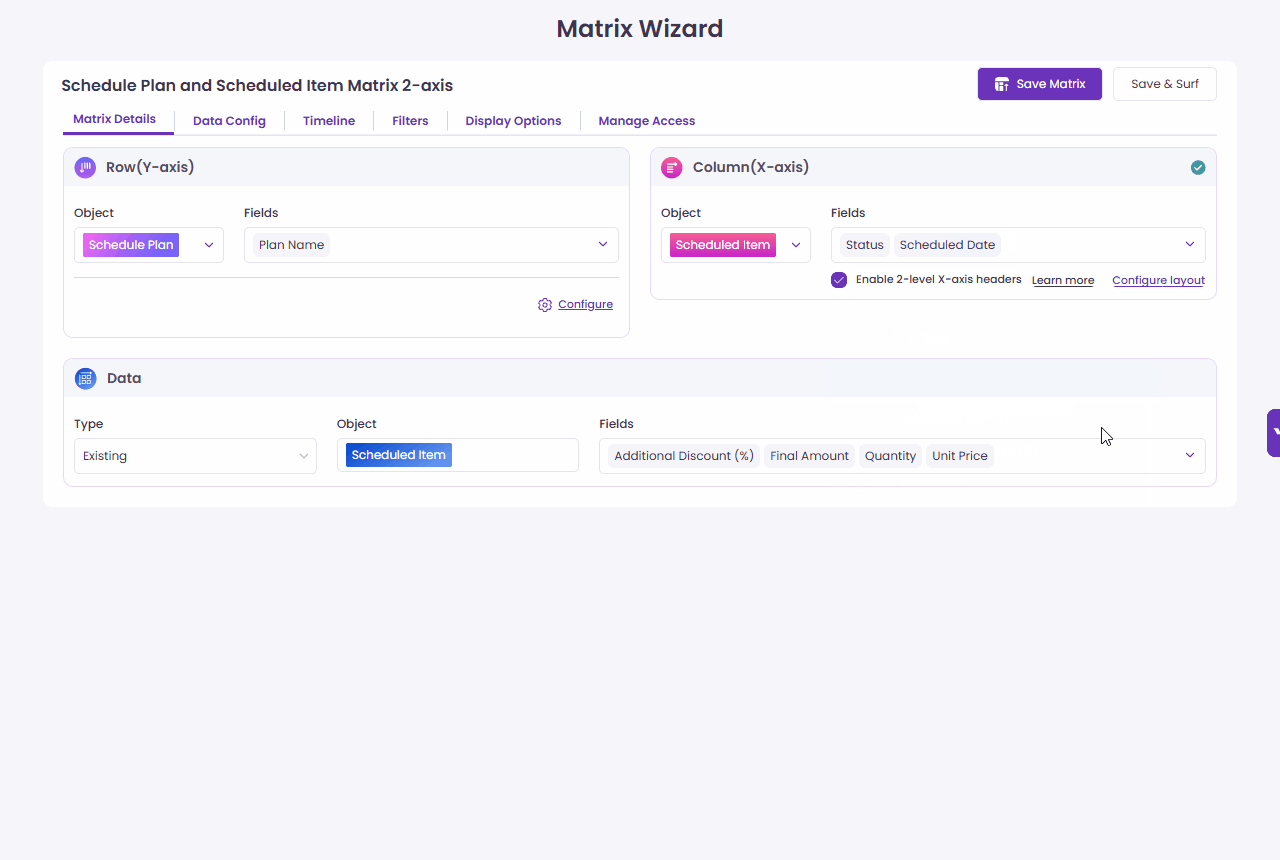 Matrix Wizard
Schedule Plan and Scheduled Item Matrix 2-axis
Save Matrix
Save & Surf
Matrix Details
Data Config
Timeline
Filters
Display Options
Manage Access
Row(Y-axis)
Object
Fields
Schedule Plan
Plan Name
Configure
Column(X-axis)
Object
Fields
Scheduled Item
Status
Scheduled Date
Enable 2-level X-axis headers
Learn more
Configure layout
Data
Type
Object
Fields
Existing
Scheduled Item
Additional Discount (%)
Final Amount
Quantity
Unit Price